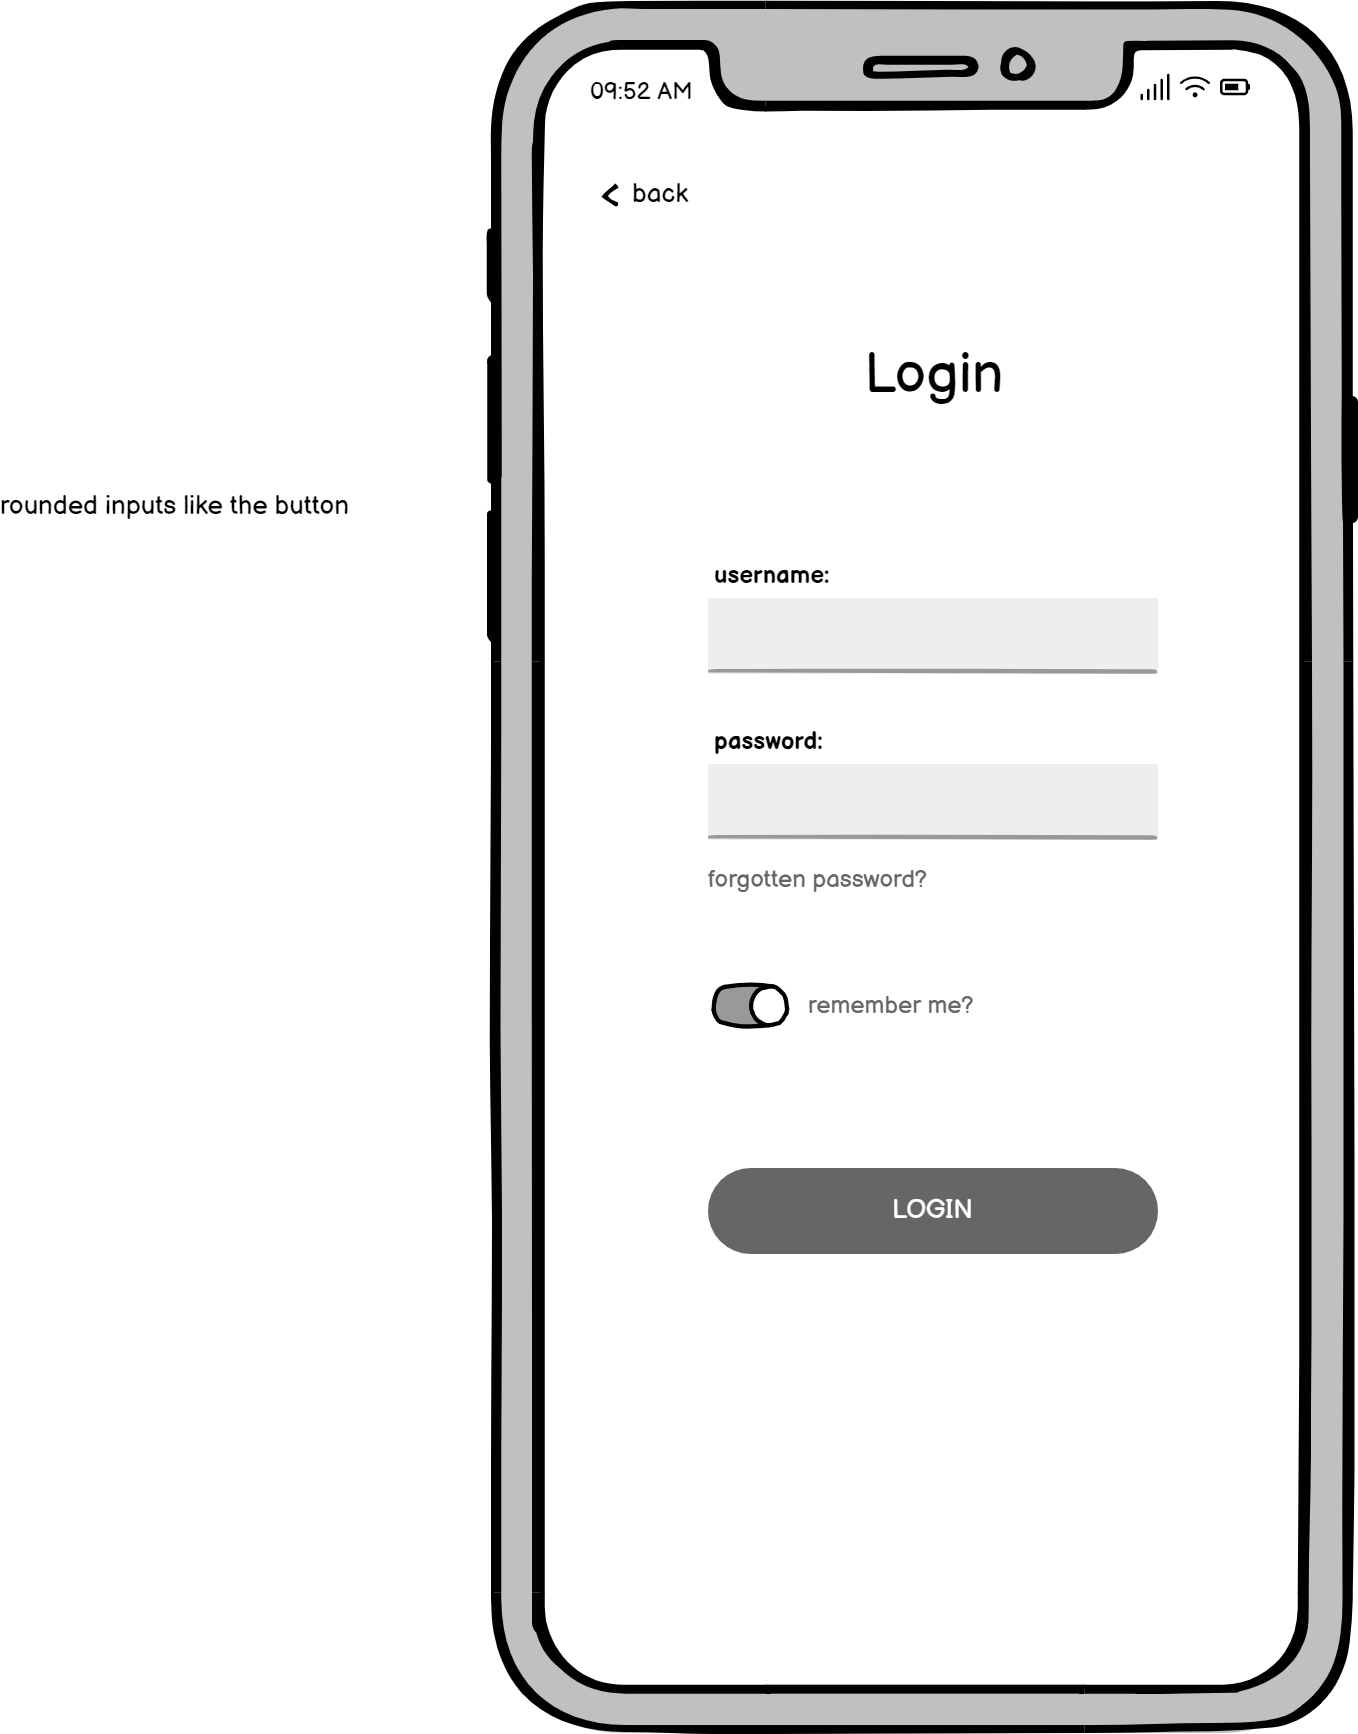 09:52 AM
back
Login
rounded inputs like the button
username:
password:
forgotten password?
remember me?
LOGIN